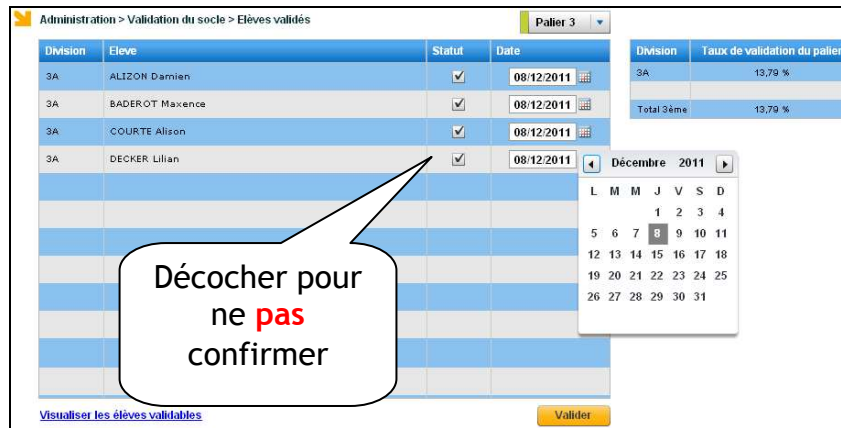 Administration > Validation du socle > Elèves validés
Palier 3
Division Eleve Statut Date
3A ALIZON Damien 08/12/2011
3A BADEROT Maxence 08/12/2011
3A COURTE Alison 08/12/2011
3A DECKER Lilian 08/12/2011
Division Taux de validation du palier
3A 13,79 %
Total 3ème 13,79 %
Décembre 2011
L M M J V S D
1 2 3 4
5 6 7 8 9 10 11
12 13 14 15 16 17 18
19 20 21 22 23 24 25
26 27 28 29 30 31
Décocher pour
ne pas
confirmer
Visualiser les élèves validables
Valider